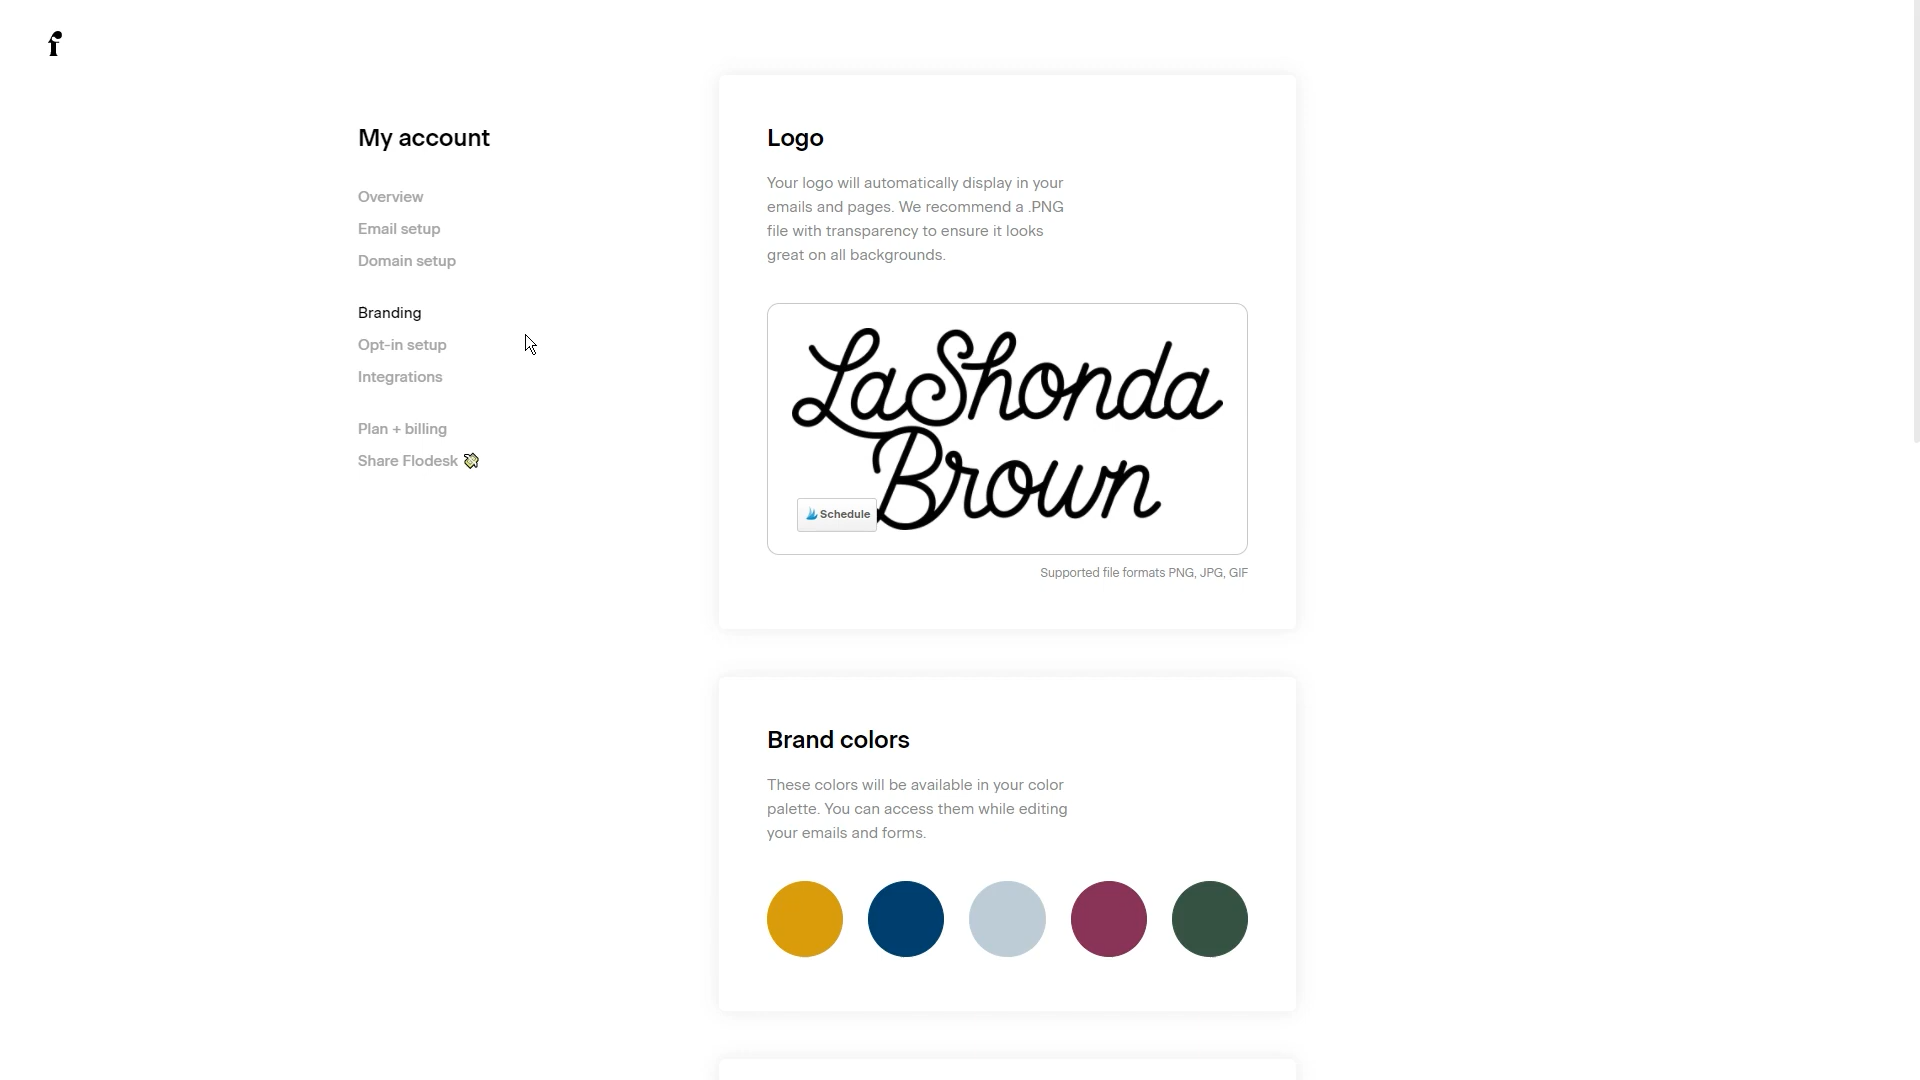 f
My account
Overview
Email setup
Domain setup
Branding
Opt-in setup
Integrations
Plan + billing
Share Flodesk
Logo
Your logo will automatically display in your
emails and pages. We recommend a .PNG
file with transparency to ensure it looks
great on all backgrounds.
LaShonda
Brown
Schedule
Supported file formats PNG, JPG, GIF
Brand colors
These colors will be available in your color
palette. You can access them while editing
your emails and forms.